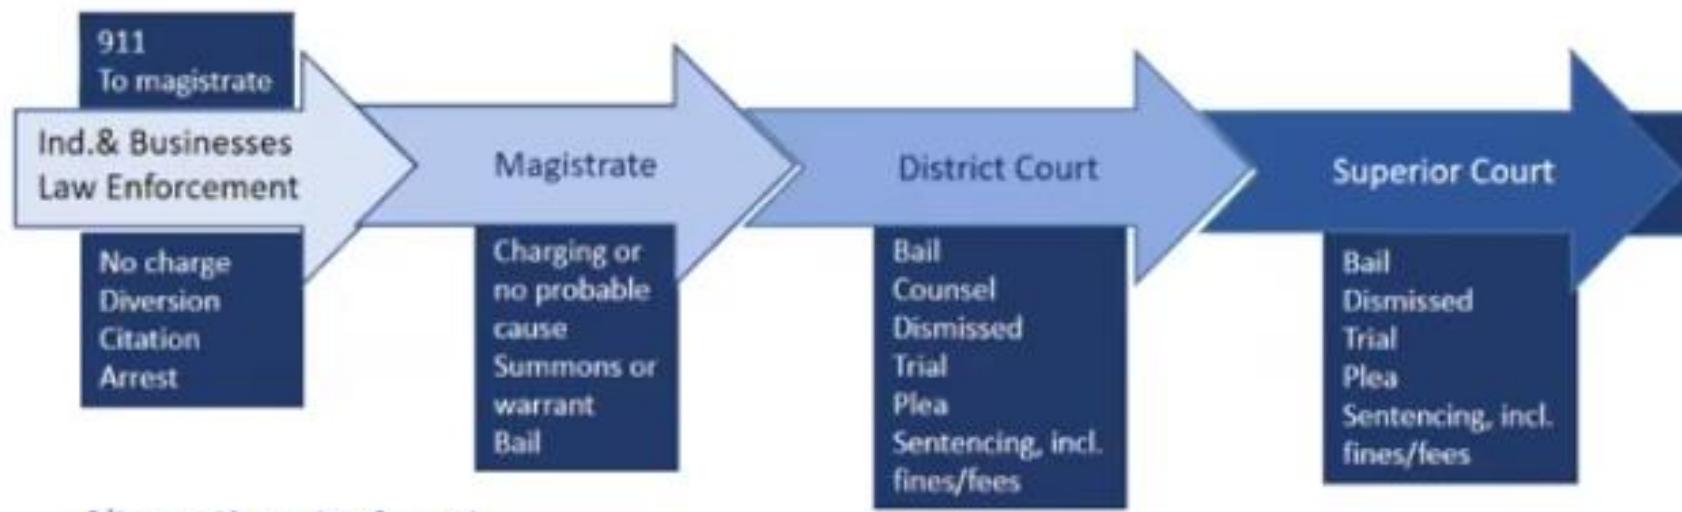 911
To magistrate
Ind.& Businesses
Law Enforcement
No charge
Diversion
Citation
Arrest
Magistrate
Charging or
no probable
cause
Summons or
warrant
Bail
District Court
Bail
Counsel
Dismissed
Trial
Plea
Sentencing, incl.
fines/fees
Superior Court
Bail
Dismissed
Trial
Plea
Sentencing, incl.
fines/fees